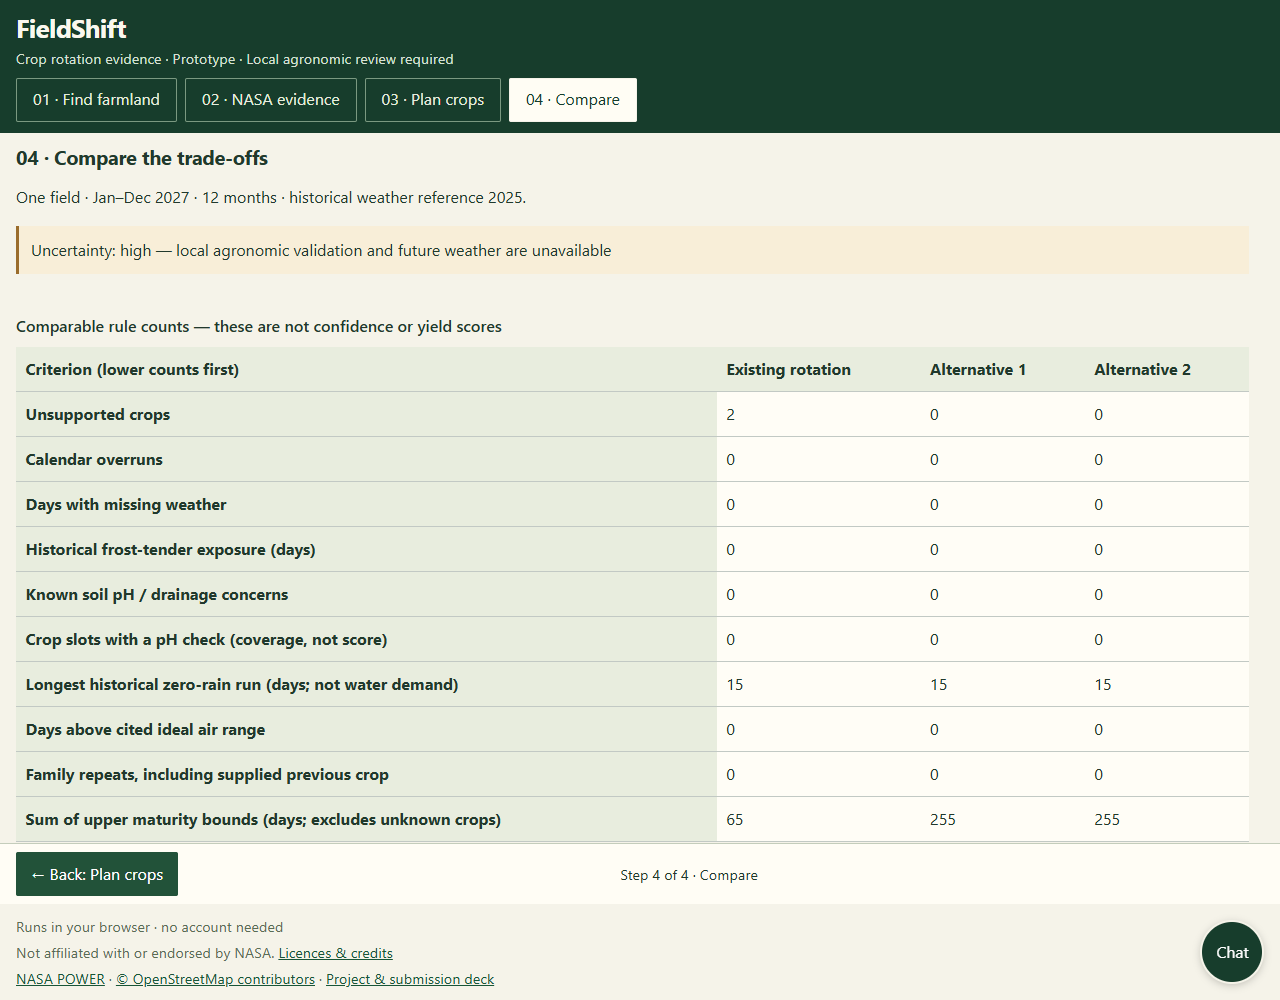 FieldShift
Crop rotation evidence · Prototype · Local agronomic review required
01 · Find farmland 02 · NASA evidence 03 · Plan crops 04 · Compare
04 · Compare the trade-offs
One field · Jan–Dec 2027 · 12 months · historical weather reference 2025.
Uncertainty: high — local agronomic validation and future weather are unavailable
Comparable rule counts — these are not confidence or yield scores
Criterion (lower counts first) Existing rotation Alternative 1 Alternative 2
Unsupported crops 2 0 0
Calendar overruns 0 0 0
Days with missing weather 0 0 0
Historical frost-tender exposure (days) 0 0 0
Known soil pH / drainage concerns 0 0 0
Crop slots with a pH check (coverage, not score) 0 0 0
Longest historical zero-rain run (days; not water demand) 15 15 15
Days above cited ideal air range 0 0 0
Family repeats, including supplied previous crop 0 0 0
Sum of upper maturity bounds (days; excludes unknown crops) 65 255 255
← Back: Plan crops Step 4 of 4 · Compare
Runs in your browser · no account needed
Not affiliated with or endorsed by NASA. Licences & credits
NASA POWER · © OpenStreetMap contributors · Project & submission deck
Chat